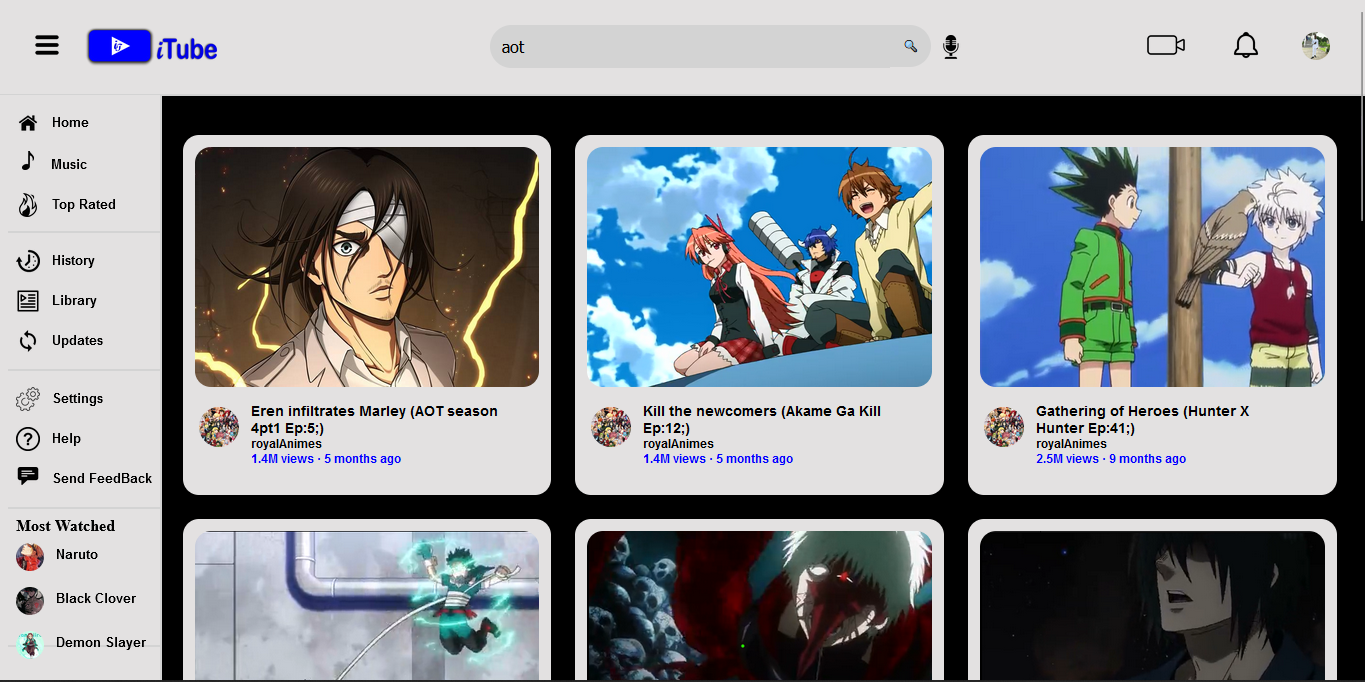 iTube
aot
Home
Music
Top Rated
History
Library
Updates
Settings
Help
Send FeedBack
Most Watched
Naruto
Black Clover
Demon Slayer
Eren infiltrates Marley (AOT season
4pt1 Ep:5;)
royalAnimes
1.4M views · 5 months ago
Kill the newcomers (Akame Ga Kill
Ep:12;)
royalAnimes
1.4M views · 5 months ago
Gathering of Heroes (Hunter X
Hunter Ep:41;)
royalAnimes
2.5M views · 9 months ago